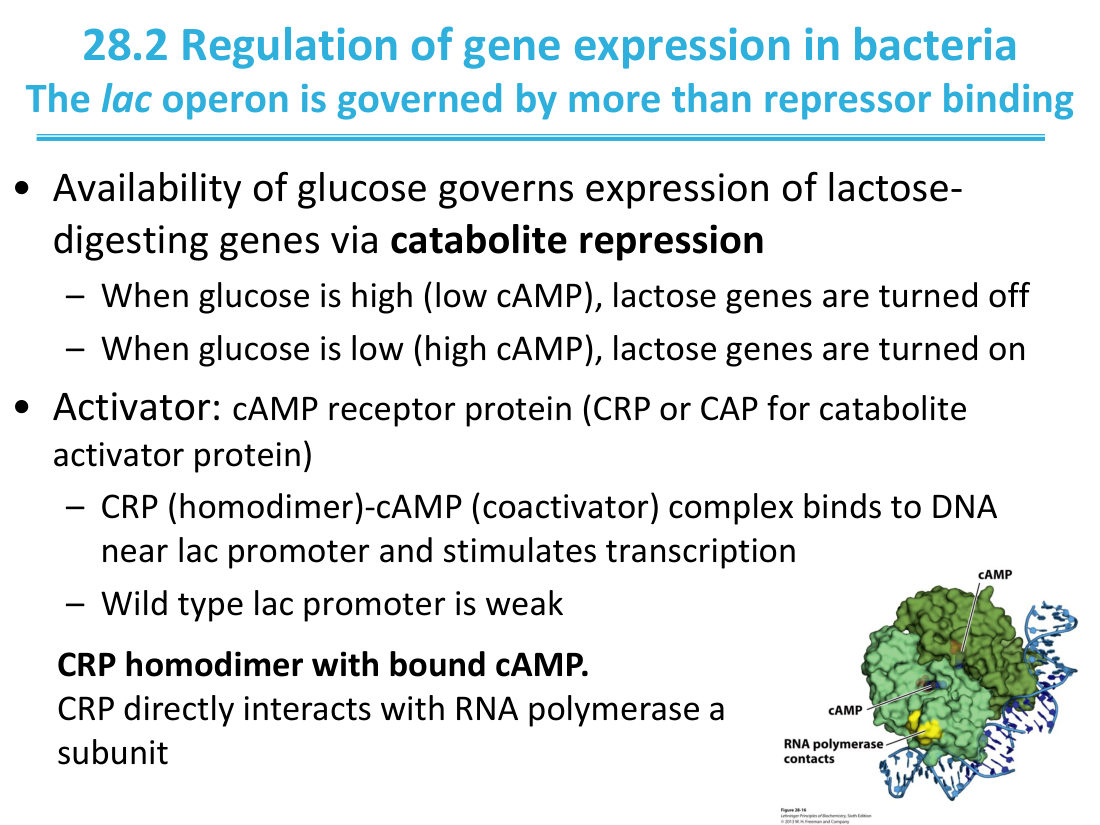 28.2 Regulation of gene expression in bacteria
The lac operon is governed by more than repressor binding
• Availability of glucose governs expression of lactose-
digesting genes via catabolite repression
– When glucose is high (low cAMP), lactose genes are turned off
– When glucose is low (high cAMP), lactose genes are turned on
• Activator: cAMP receptor protein (CRP or CAP for catabolite
activator protein)
– CRP (homodimer)-cAMP (coactivator) complex binds to DNA
near lac promoter and stimulates transcription
– Wild type lac promoter is weak
CRP homodimer with bound cAMP.
CRP directly interacts with RNA polymerase a
subunit
cAMP
cAMP
RNA polymerase
contacts
Figure 28-16
Lehninger Principles of Biochemistry, Sixth Edition
© 2013 W. H. Freeman and Company